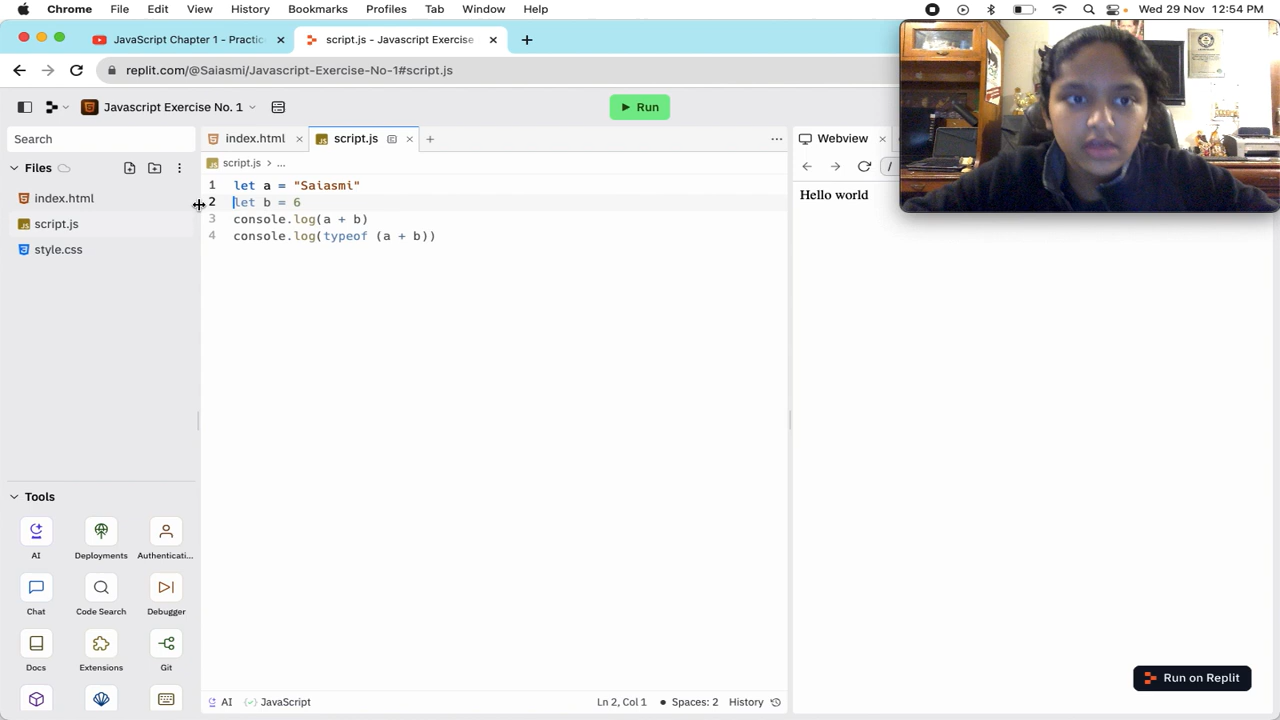 Chrome File Edit View History Bookmarks Profiles Tab Window Help Wed 29 Nov 12:54 PM
JavaScript Chapter 1 script.js - Javascript Exercise
replit.com/@Saiasmi/Javascript-Exercise-No-1#script.js
Javascript Exercise No. 1 Run
Search index.html script.js Webview
Files script.js > ... /
index.html 1 let a = "Saiasmi" Hello world
2 let b = 6
script.js 3 console.log(a + b)
4 console.log(typeof (a + b))
style.css
Tools
AI Deployments Authenticati...
Chat Code Search Debugger
Docs Extensions Git
Run on Replit
AI JavaScript Ln 2, Col 1 Spaces: 2 History